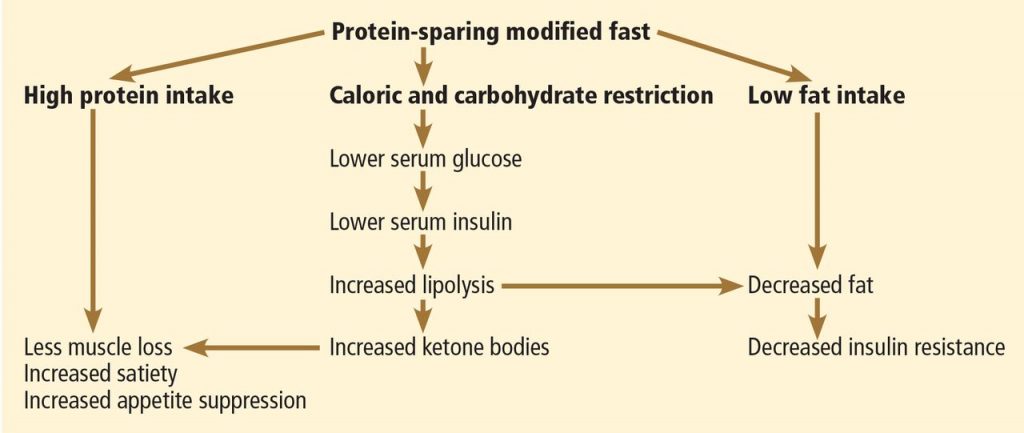 Protein-sparing modified fast
High protein intake
Caloric and carbohydrate restriction
Low fat intake
Lower serum glucose
Lower serum insulin
Increased lipolysis
Decreased fat
Less muscle loss
Increased ketone bodies
Decreased insulin resistance
Increased satiety
Increased appetite suppression